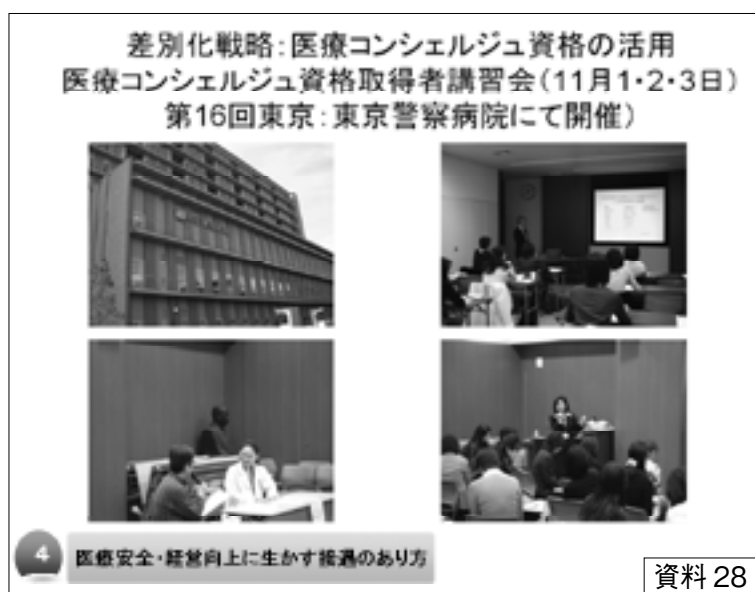 差別化戦略:医療コンシェルジュ資格の活用
医療コンシェルジュ資格取得者講習会(11月1・2・3日)
第16回東京:東京警察病院にて開催)
4
医療安全・経営向上に生かす接遇のあり方
資料 28